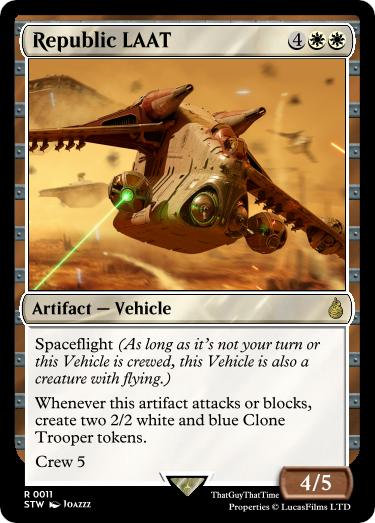 Republic LAAT 4
Artifact — Vehicle
Spaceflight (As long as it's not your turn or
this Vehicle is crewed, this Vehicle is also a
creature with flying.)
Whenever this artifact attacks or blocks,
create two 2/2 white and blue Clone
Trooper tokens.
Crew 5
4/5
R 0011
STW JOAZZZ
ThatGuyThatTime
Properties © LucasFilms LTD